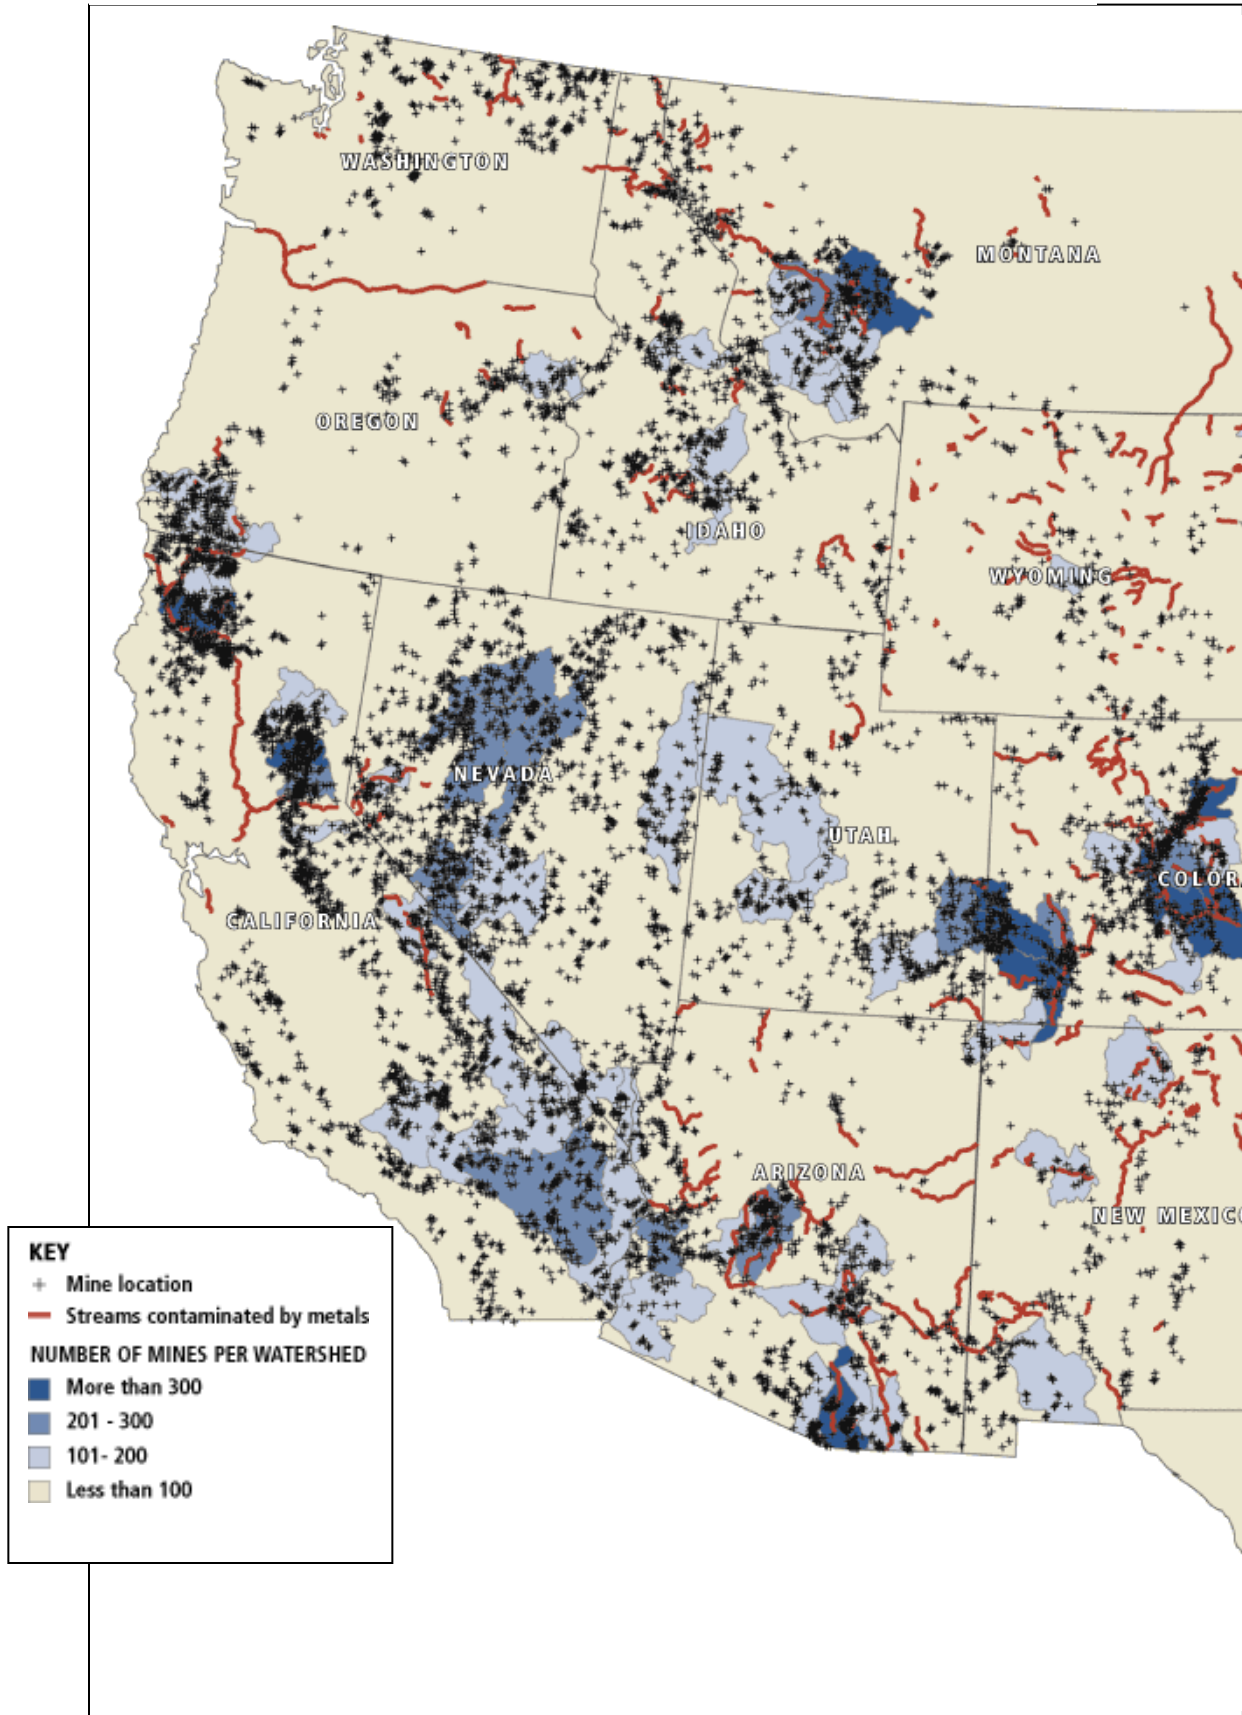 WASHINGTON
MONTANA
OREGON
IDAHO
WYOMING
NEVADA
UTAH
COLOR
CALIFORNIA
ARIZONA
NEW MEXIC
KEY
Mine location
Streams contaminated by metals
NUMBER OF MINES PER WATERSHED
More than 300
201 - 300
101- 200
Less than 100